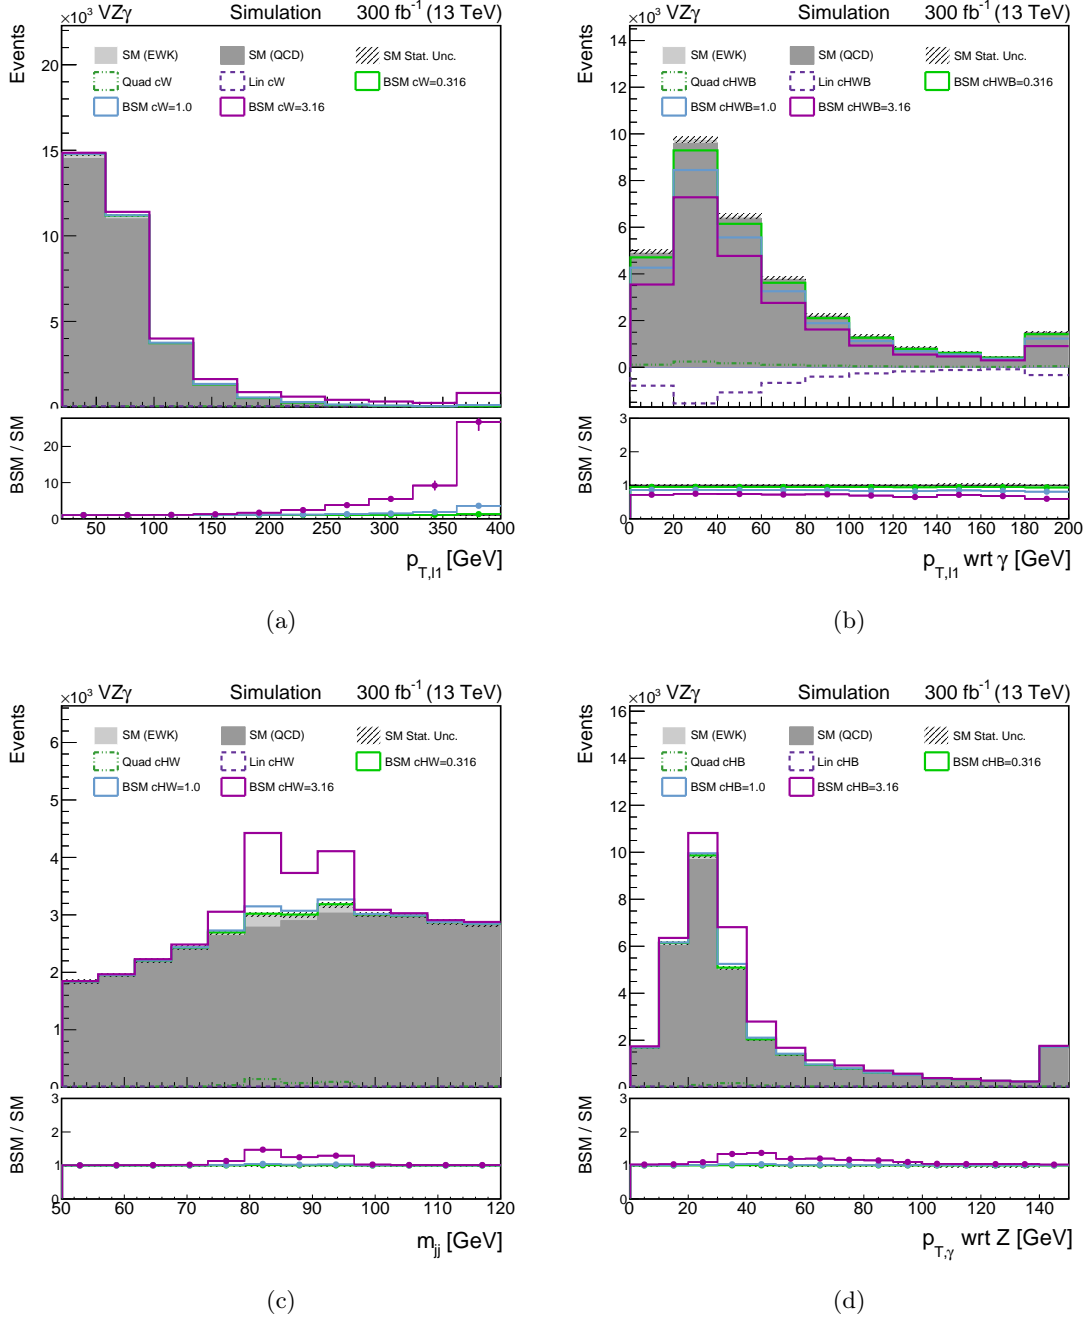 ×10³ VZγ Simulation 300 fb⁻¹ (13 TeV)
Events
20
15
10
5
0
SM (EWK) SM (QCD) SM Stat. Unc.
Quad cW Lin cW BSM cW=0.316
BSM cW=1.0 BSM cW=3.16
BSM / SM
20
10
0
50 100 150 200 250 300 350 400
p_T,l1 [GeV]
(a)
×10³ VZγ Simulation 300 fb⁻¹ (13 TeV)
Events
14
12
10
8
6
4
2
0
SM (EWK) SM (QCD) SM Stat. Unc.
Quad cHWB Lin cHWB BSM cHWB=0.316
BSM cHWB=1.0 BSM cHWB=3.16
BSM / SM
3
2
1
0
0 20 40 60 80 100 120 140 160 180 200
p_T,l1 wrt γ [GeV]
(b)
×10³ VZγ Simulation 300 fb⁻¹ (13 TeV)
Events
6
5
4
3
2
1
0
SM (EWK) SM (QCD) SM Stat. Unc.
Quad cHW Lin cHW BSM cHW=0.316
BSM cHW=1.0 BSM cHW=3.16
BSM / SM
3
2
1
0
50 60 70 80 90 100 110 120
m_jj [GeV]
(c)
×10³ VZγ Simulation 300 fb⁻¹ (13 TeV)
Events
16
14
12
10
8
6
4
2
0
SM (EWK) SM (QCD) SM Stat. Unc.
Quad cHB Lin cHB BSM cHB=0.316
BSM cHB=1.0 BSM cHB=3.16
BSM / SM
3
2
1
0
0 20 40 60 80 100 120 140
p_T,γ wrt Z [GeV]
(d)